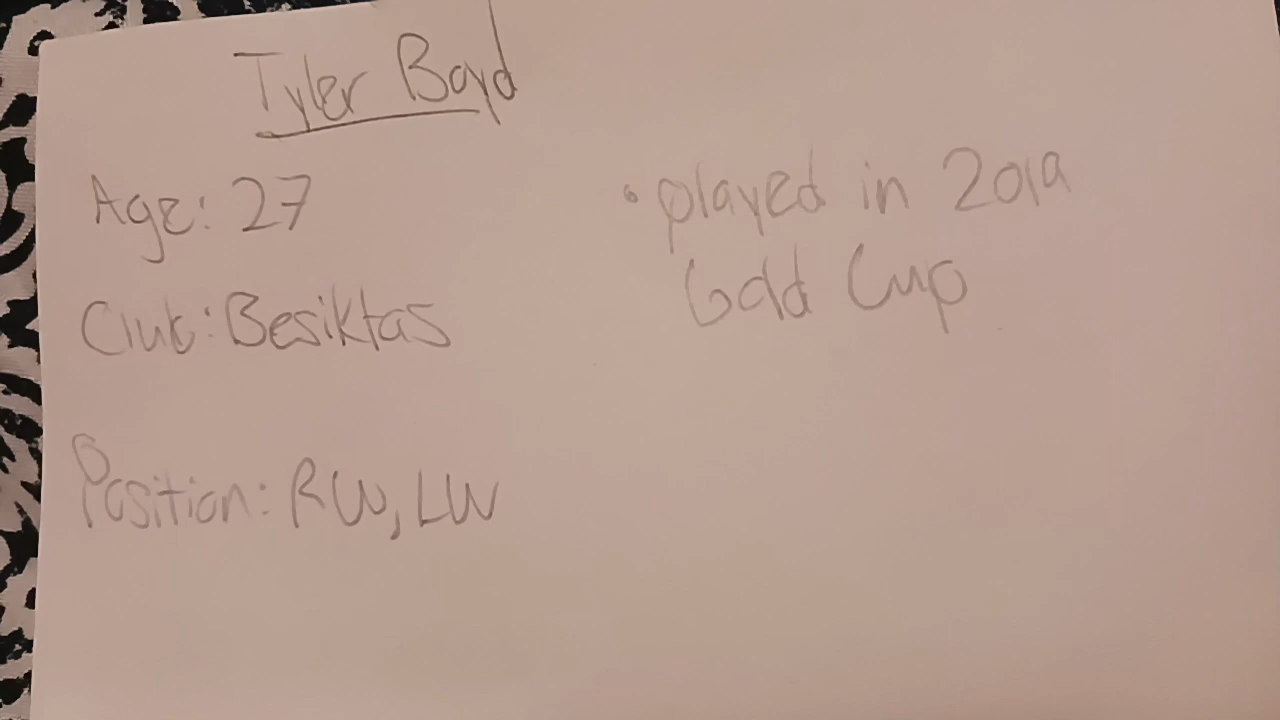 Tyler Boyd
Age: 27
Club: Besiktas
Position: RW, LW
• played in 2019
Gold Cup